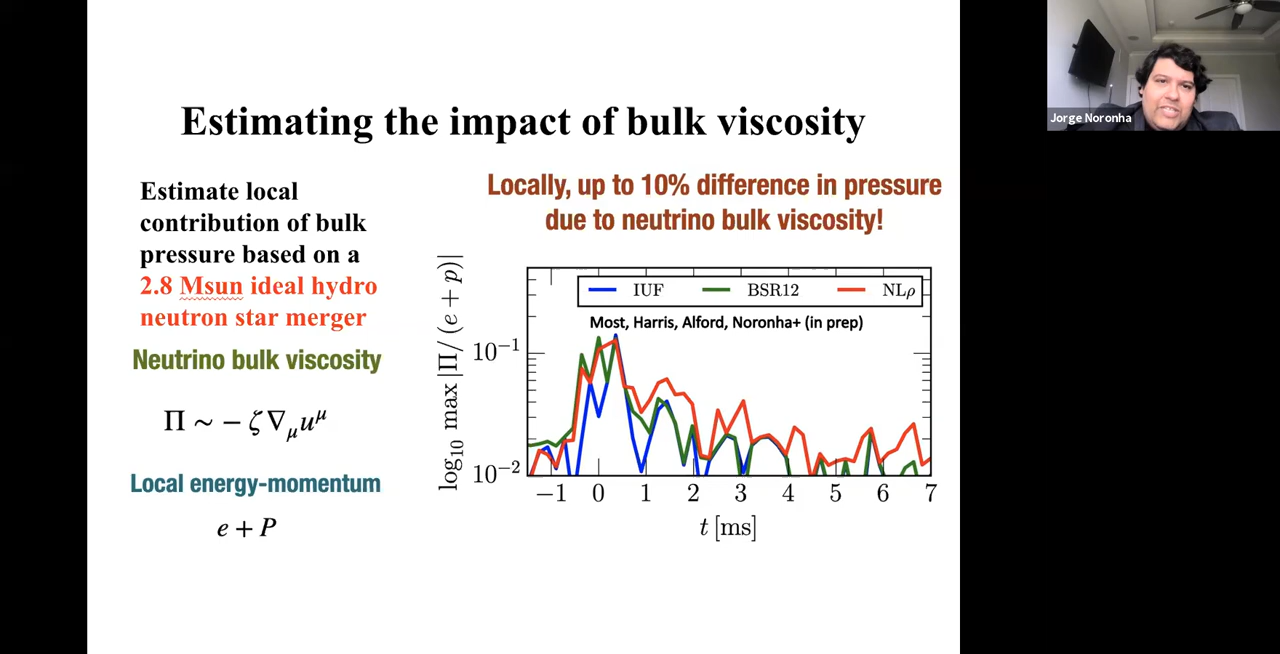 Estimating the impact of bulk viscosity
Estimate local
contribution of bulk
pressure based on a
2.8 Msun ideal hydro
neutron star merger
Neutrino bulk viscosity
Π ∼ − ζ∇μu^μ
Local energy-momentum
e + P
Locally, up to 10% difference in pressure
due to neutrino bulk viscosity!
log₁₀ max |Π/(e + p)|
IUF BSR12 NLρ
Most, Harris, Alford, Noronha+ (in prep)
10⁻¹
10⁻²
−1 0 1 2 3 4 5 6 7
t [ms]
Jorge Noronha